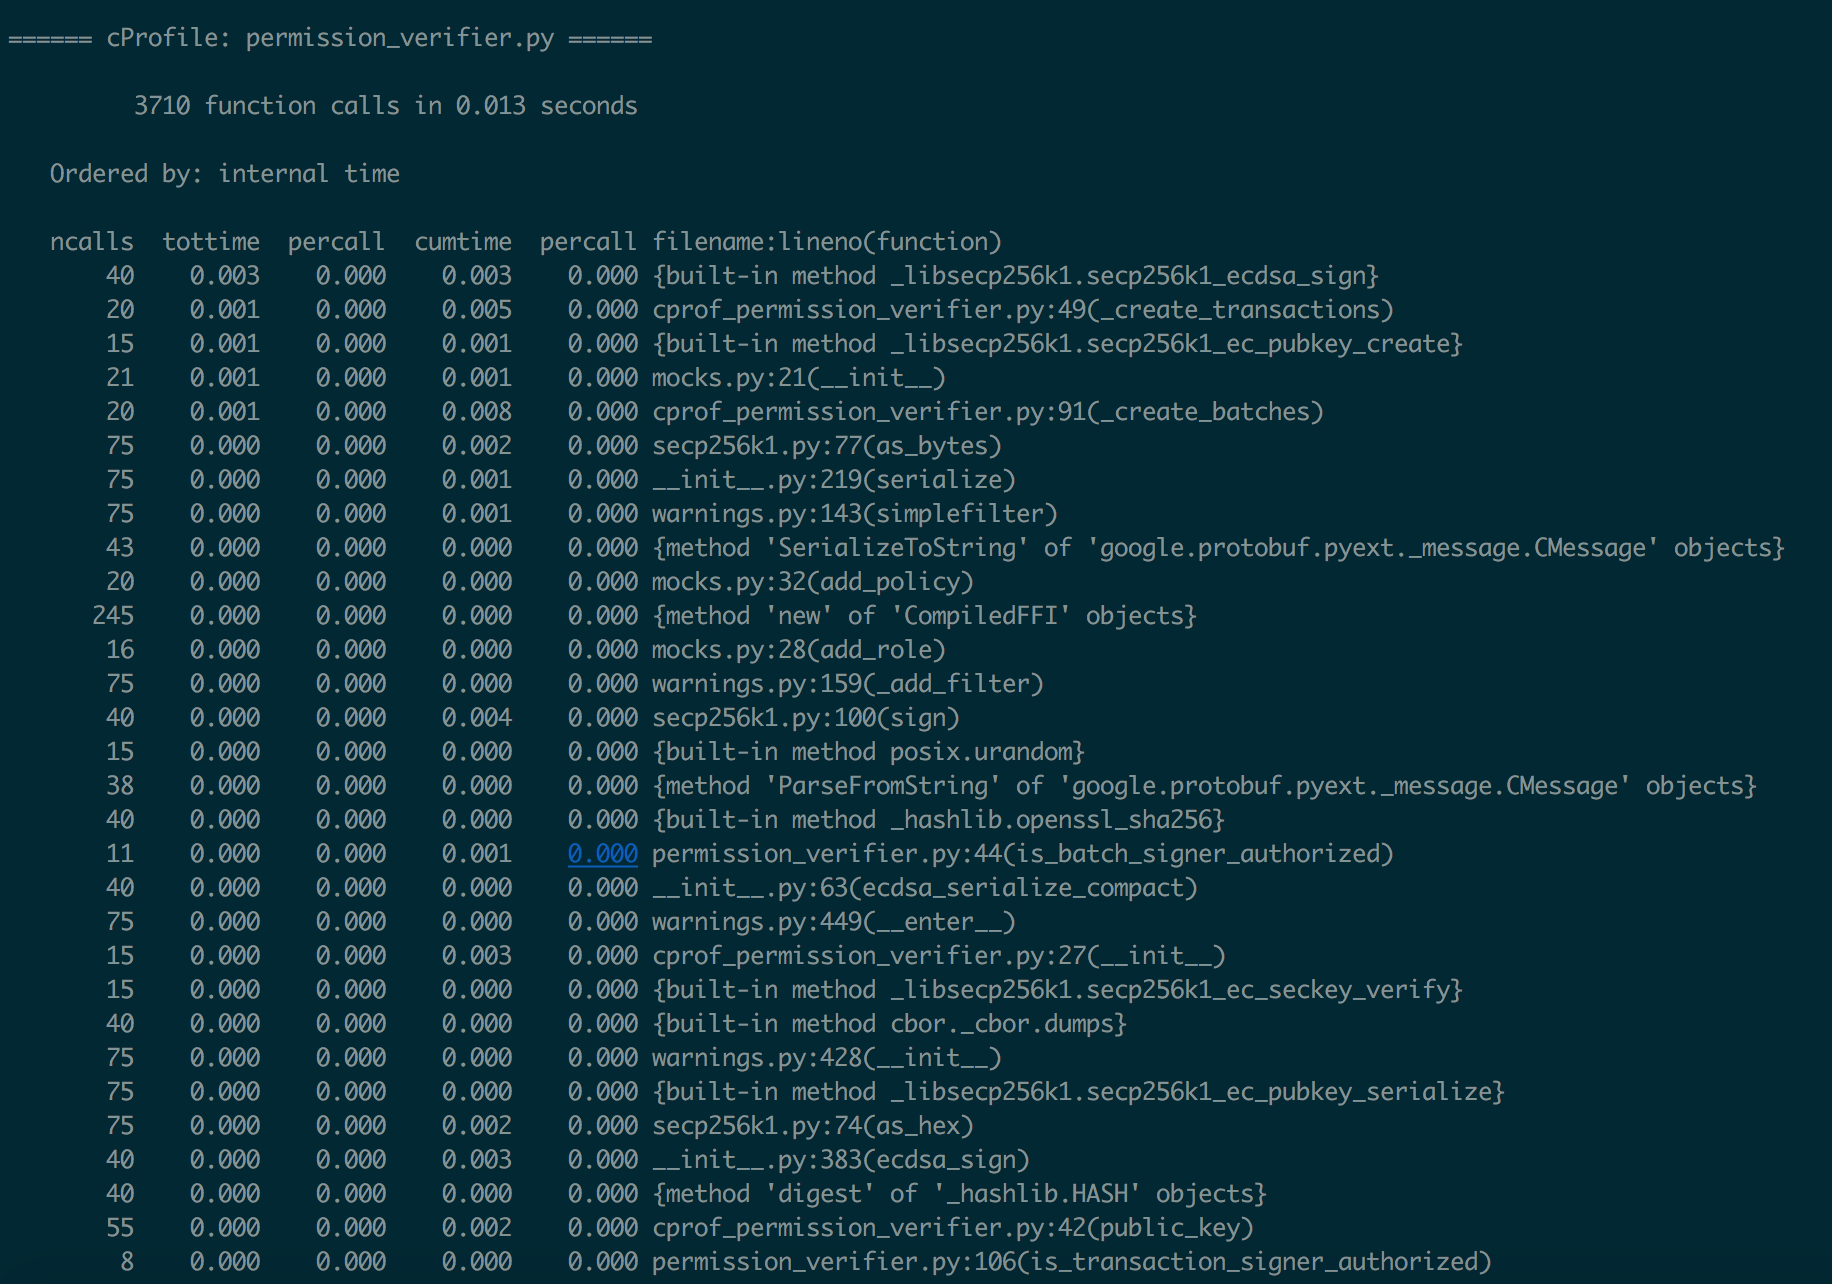 ====== cProfile: permission_verifier.py ======
3710 function calls in 0.013 seconds
Ordered by: internal time
ncalls  tottime  percall  cumtime  percall filename:lineno(function)
40    0.003    0.000    0.003    0.000 {built-in method _libsecp256k1.secp256k1_ecdsa_sign}
20    0.001    0.000    0.005    0.000 cprof_permission_verifier.py:49(_create_transactions)
15    0.001    0.000    0.001    0.000 {built-in method _libsecp256k1.secp256k1_ec_pubkey_create}
21    0.001    0.000    0.001    0.000 mocks.py:21(__init__)
20    0.001    0.000    0.008    0.000 cprof_permission_verifier.py:91(_create_batches)
75    0.000    0.000    0.002    0.000 secp256k1.py:77(as_bytes)
75    0.000    0.000    0.001    0.000 __init__.py:219(serialize)
75    0.000    0.000    0.001    0.000 warnings.py:143(simplefilter)
43    0.000    0.000    0.000    0.000 {method 'SerializeToString' of 'google.protobuf.pyext._message.CMessage' objects}
20    0.000    0.000    0.000    0.000 mocks.py:32(add_policy)
245    0.000    0.000    0.000    0.000 {method 'new' of 'CompiledFFI' objects}
16    0.000    0.000    0.000    0.000 mocks.py:28(add_role)
75    0.000    0.000    0.000    0.000 warnings.py:159(_add_filter)
40    0.000    0.000    0.004    0.000 secp256k1.py:100(sign)
15    0.000    0.000    0.000    0.000 {built-in method posix.urandom}
38    0.000    0.000    0.000    0.000 {method 'ParseFromString' of 'google.protobuf.pyext._message.CMessage' objects}
40    0.000    0.000    0.000    0.000 {built-in method _hashlib.openssl_sha256}
11    0.000    0.000    0.001    0.000 permission_verifier.py:44(is_batch_signer_authorized)
40    0.000    0.000    0.000    0.000 __init__.py:63(ecdsa_serialize_compact)
75    0.000    0.000    0.000    0.000 warnings.py:449(__enter__)
15    0.000    0.000    0.003    0.000 cprof_permission_verifier.py:27(__init__)
15    0.000    0.000    0.000    0.000 {built-in method _libsecp256k1.secp256k1_ec_seckey_verify}
40    0.000    0.000    0.000    0.000 {built-in method cbor._cbor.dumps}
75    0.000    0.000    0.000    0.000 warnings.py:428(__init__)
75    0.000    0.000    0.000    0.000 {built-in method _libsecp256k1.secp256k1_ec_pubkey_serialize}
75    0.000    0.000    0.002    0.000 secp256k1.py:74(as_hex)
40    0.000    0.000    0.003    0.000 __init__.py:383(ecdsa_sign)
40    0.000    0.000    0.000    0.000 {method 'digest' of '_hashlib.HASH' objects}
55    0.000    0.000    0.002    0.000 cprof_permission_verifier.py:42(public_key)
8    0.000    0.000    0.000    0.000 permission_verifier.py:106(is_transaction_signer_authorized)